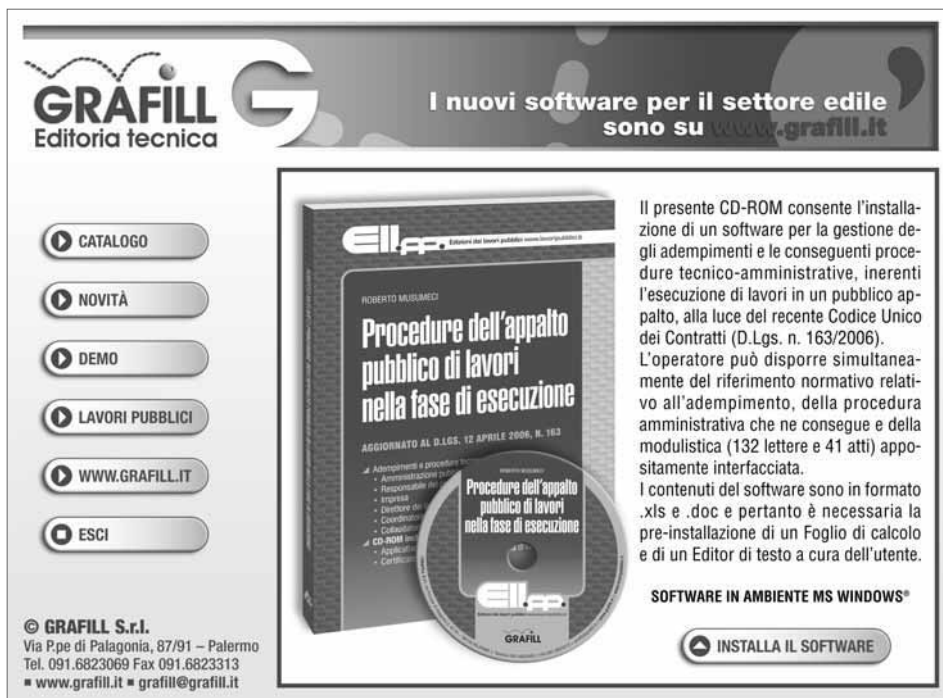 GRAFILL
Editoria tecnica
G
I nuovi software per il settore edile
sono su www.grafill.it
CATALOGO
NOVITÀ
DEMO
LAVORI PUBBLICI
WWW.GRAFILL.IT
ESCI
© GRAFILL S.r.l.
Via P.pe di Palagonia, 87/91 – Palermo
Tel. 091.6823069 Fax 091.6823313
▪ www.grafill.it ▪ grafill@grafill.it
Ell.pp. Edizioni dei lavori pubblici www.lavoripubblici.it
ROBERTO MUSUMECI
Procedure dell'appalto
pubblico di lavori
nella fase di esecuzione
AGGIORNATO AL D.LGS. 12 APRILE 2006, N. 163
Adempimenti e procedure
• Amministrazione
• Responsabile
• Impresa
• Direttore
• Coordinatore
CD-ROM
ROBERTO MUSUMECI
Procedure dell'appalto
pubblico di lavori
nella fase di esecuzione
Ell.pp.
GRAFILL
Il presente CD-ROM consente l'installa-
zione di un software per la gestione de-
gli adempimenti e le conseguenti proce-
dure tecnico-amministrative, inerenti
l'esecuzione di lavori in un pubblico ap-
palto, alla luce del recente Codice Unico
dei Contratti (D.Lgs. n. 163/2006).
L'operatore può disporre simultanea-
mente del riferimento normativo relati-
vo all'adempimento, della procedura
amministrativa che ne consegue e della
modulistica (132 lettere e 41 atti) appo-
sitamente interfacciata.
I contenuti del software sono in formato
.xls e .doc e pertanto è necessaria la
pre-installazione di un Foglio di calcolo
e di un Editor di testo a cura dell'utente.
SOFTWARE IN AMBIENTE MS WINDOWS®
INSTALLA IL SOFTWARE